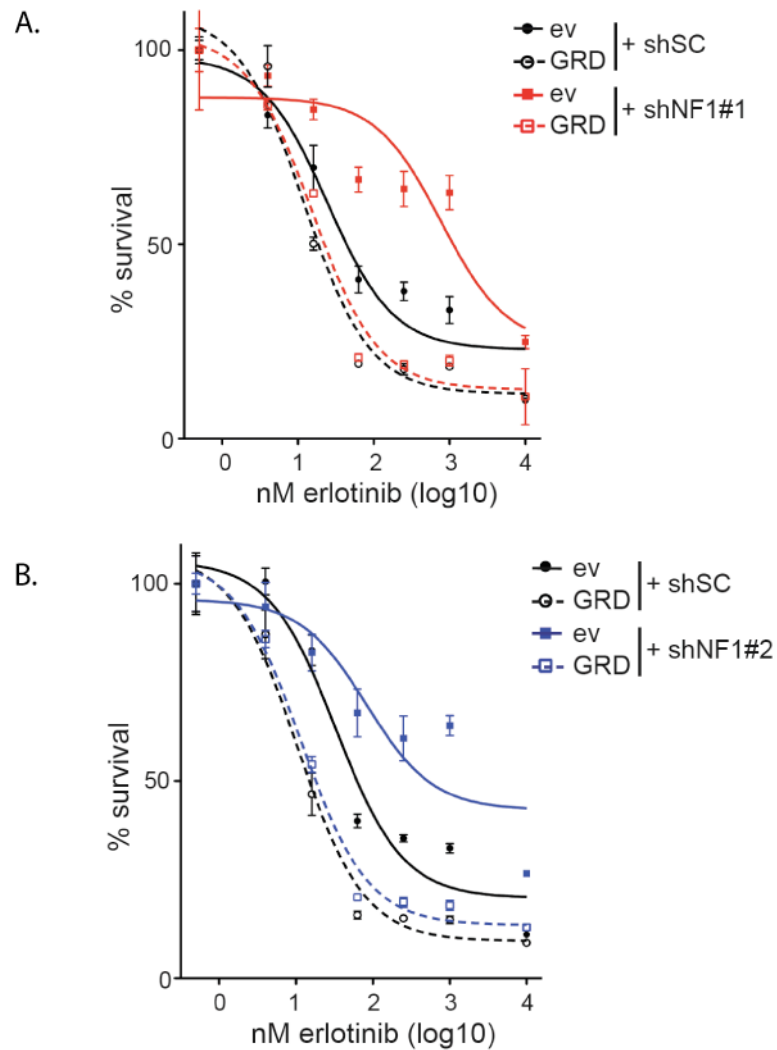 A.
ev
GRD
+ shSC
ev
GRD
+ shNF1#1
% survival
100
50
0
0 1 2 3 4
nM erlotinib (log10)
B.
ev
GRD
+ shSC
ev
GRD
+ shNF1#2
% survival
100
50
0
0 1 2 3 4
nM erlotinib (log10)